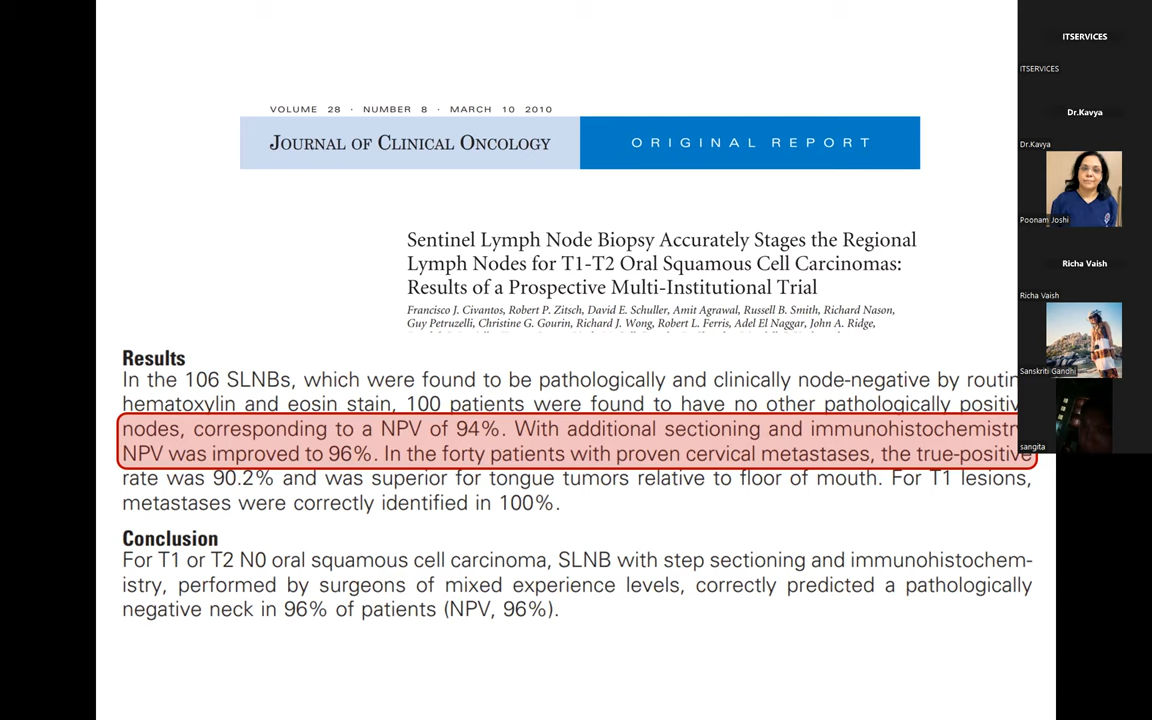 VOLUME 28 · NUMBER 8 · MARCH 10 2010
JOURNAL OF CLINICAL ONCOLOGY
ORIGINAL REPORT
Sentinel Lymph Node Biopsy Accurately Stages the Regional
Lymph Nodes for T1-T2 Oral Squamous Cell Carcinomas:
Results of a Prospective Multi-Institutional Trial
Francisco J. Civantos, Robert P. Zitsch, David E. Schuller, Amit Agrawal, Russell B. Smith, Richard Nason,
Guy Petruzelli, Christine G. Gourin, Richard J. Wong, Robert L. Ferris, Adel El Naggar, John A. Ridge,
Results
In the 106 SLNBs, which were found to be pathologically and clinically node-negative by routin
hematoxylin and eosin stain, 100 patients were found to have no other pathologically positiv
nodes, corresponding to a NPV of 94%. With additional sectioning and immunohistochemistr
NPV was improved to 96%. In the forty patients with proven cervical metastases, the true-positive
rate was 90.2% and was superior for tongue tumors relative to floor of mouth. For T1 lesions,
metastases were correctly identified in 100%.
Conclusion
For T1 or T2 N0 oral squamous cell carcinoma, SLNB with step sectioning and immunohistochem-
istry, performed by surgeons of mixed experience levels, correctly predicted a pathologically
negative neck in 96% of patients (NPV, 96%).
ITSERVICES
ITSERVICES
Dr.Kavya
Dr.Kavya
Poonam Joshi
Richa Vaish
Richa Vaish
Sanskriti Gandhi
sangita